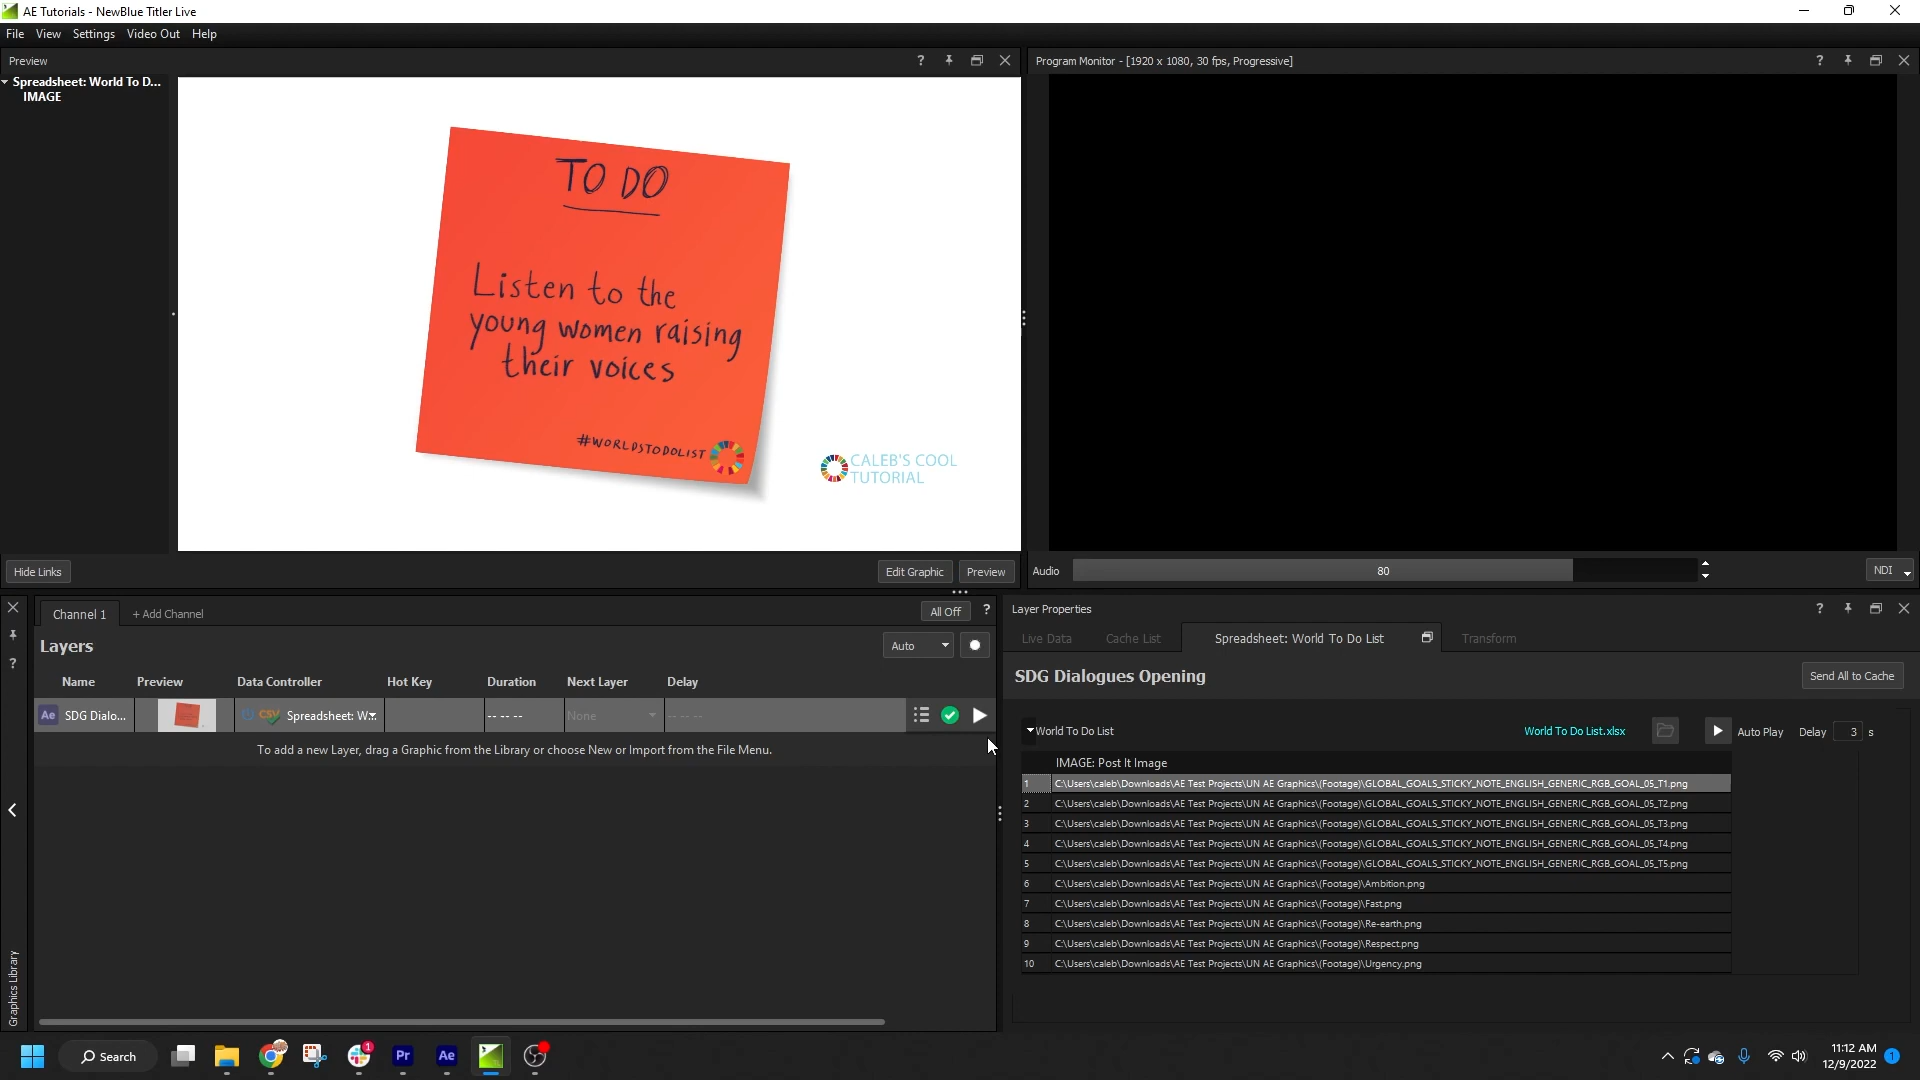 AE Tutorials - NewBlue Titler Live
File View Settings Video Out Help
Preview
Spreadsheet: World To D...
IMAGE
TO DO
Listen to the
young women raising
their voices
#WORLDSTODOLIST
CALEB'S COOL
TUTORIAL
Hide Links
Edit Graphic
Preview
Program Monitor - [1920 x 1080, 30 fps, Progressive]
Audio
80
NDI
Channel 1
+ Add Channel
All Off
?
Layers
Auto
Name Preview Data Controller Hot Key Duration Next Layer Delay
Ae SDG Dialo... CSV Spreadsheet: W... -- -- -- None -- -- --
To add a new Layer, drag a Graphic from the Library or choose New or Import from the File Menu.
Graphics Library
Layer Properties
Live Data Cache List Spreadsheet: World To Do List Transform
SDG Dialogues Opening
Send All to Cache
World To Do List
World To Do List.xlsx
Auto Play Delay 3 s
IMAGE: Post It Image
1 C:\Users\caleb\Downloads\AE Test Projects\UN AE Graphics\(Footage)\GLOBAL_GOALS_STICKY_NOTE_ENGLISH_GENERIC_RGB_GOAL_05_T1.png
2 C:\Users\caleb\Downloads\AE Test Projects\UN AE Graphics\(Footage)\GLOBAL_GOALS_STICKY_NOTE_ENGLISH_GENERIC_RGB_GOAL_05_T2.png
3 C:\Users\caleb\Downloads\AE Test Projects\UN AE Graphics\(Footage)\GLOBAL_GOALS_STICKY_NOTE_ENGLISH_GENERIC_RGB_GOAL_05_T3.png
4 C:\Users\caleb\Downloads\AE Test Projects\UN AE Graphics\(Footage)\GLOBAL_GOALS_STICKY_NOTE_ENGLISH_GENERIC_RGB_GOAL_05_T4.png
5 C:\Users\caleb\Downloads\AE Test Projects\UN AE Graphics\(Footage)\GLOBAL_GOALS_STICKY_NOTE_ENGLISH_GENERIC_RGB_GOAL_05_T5.png
6 C:\Users\caleb\Downloads\AE Test Projects\UN AE Graphics\(Footage)\Ambition.png
7 C:\Users\caleb\Downloads\AE Test Projects\UN AE Graphics\(Footage)\Fast.png
8 C:\Users\caleb\Downloads\AE Test Projects\UN AE Graphics\(Footage)\Re-earth.png
9 C:\Users\caleb\Downloads\AE Test Projects\UN AE Graphics\(Footage)\Respect.png
10 C:\Users\caleb\Downloads\AE Test Projects\UN AE Graphics\(Footage)\Urgency.png
Search
1
Pr
Ae
11:12 AM
12/9/2022
1